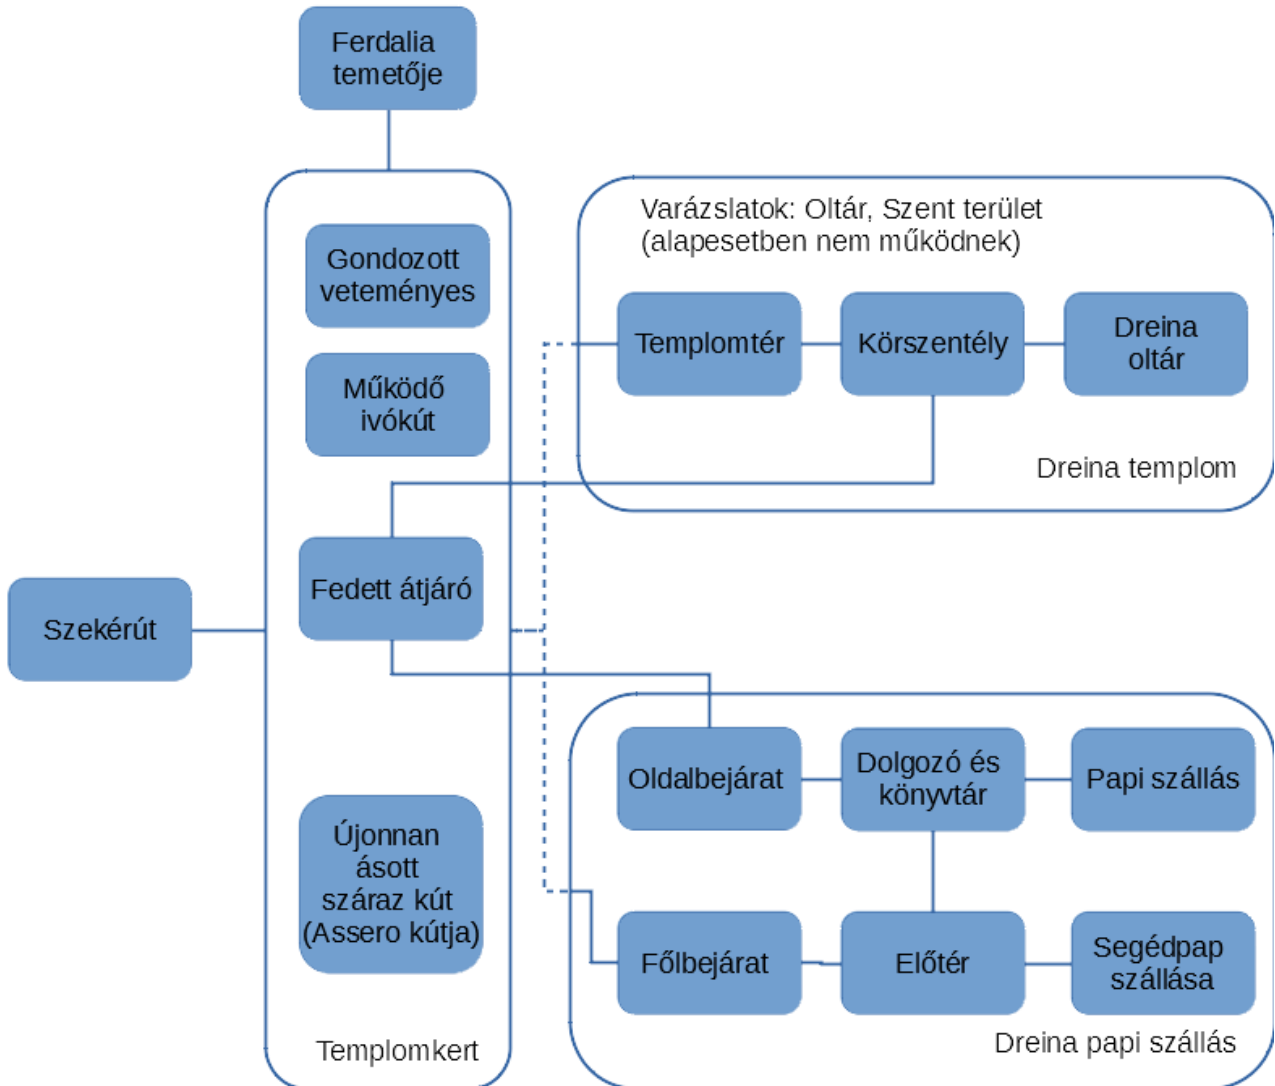 Ferdalia
temetője
Gondozott
veteményes
Működő
ivókút
Fedett átjáró
Szekérút
Újonnan
ásott
száraz kút
(Assero kútja)
Templomkert
Varázslatok: Oltár, Szent terület
(alapesetben nem működnek)
Templomtér
Körszentély
Dreina
oltár
Dreina templom
Oldalbejárat
Dolgozó és
könyvtár
Papi szállás
Főlbejárat
Előtér
Segédpap
szállása
Dreina papi szállás